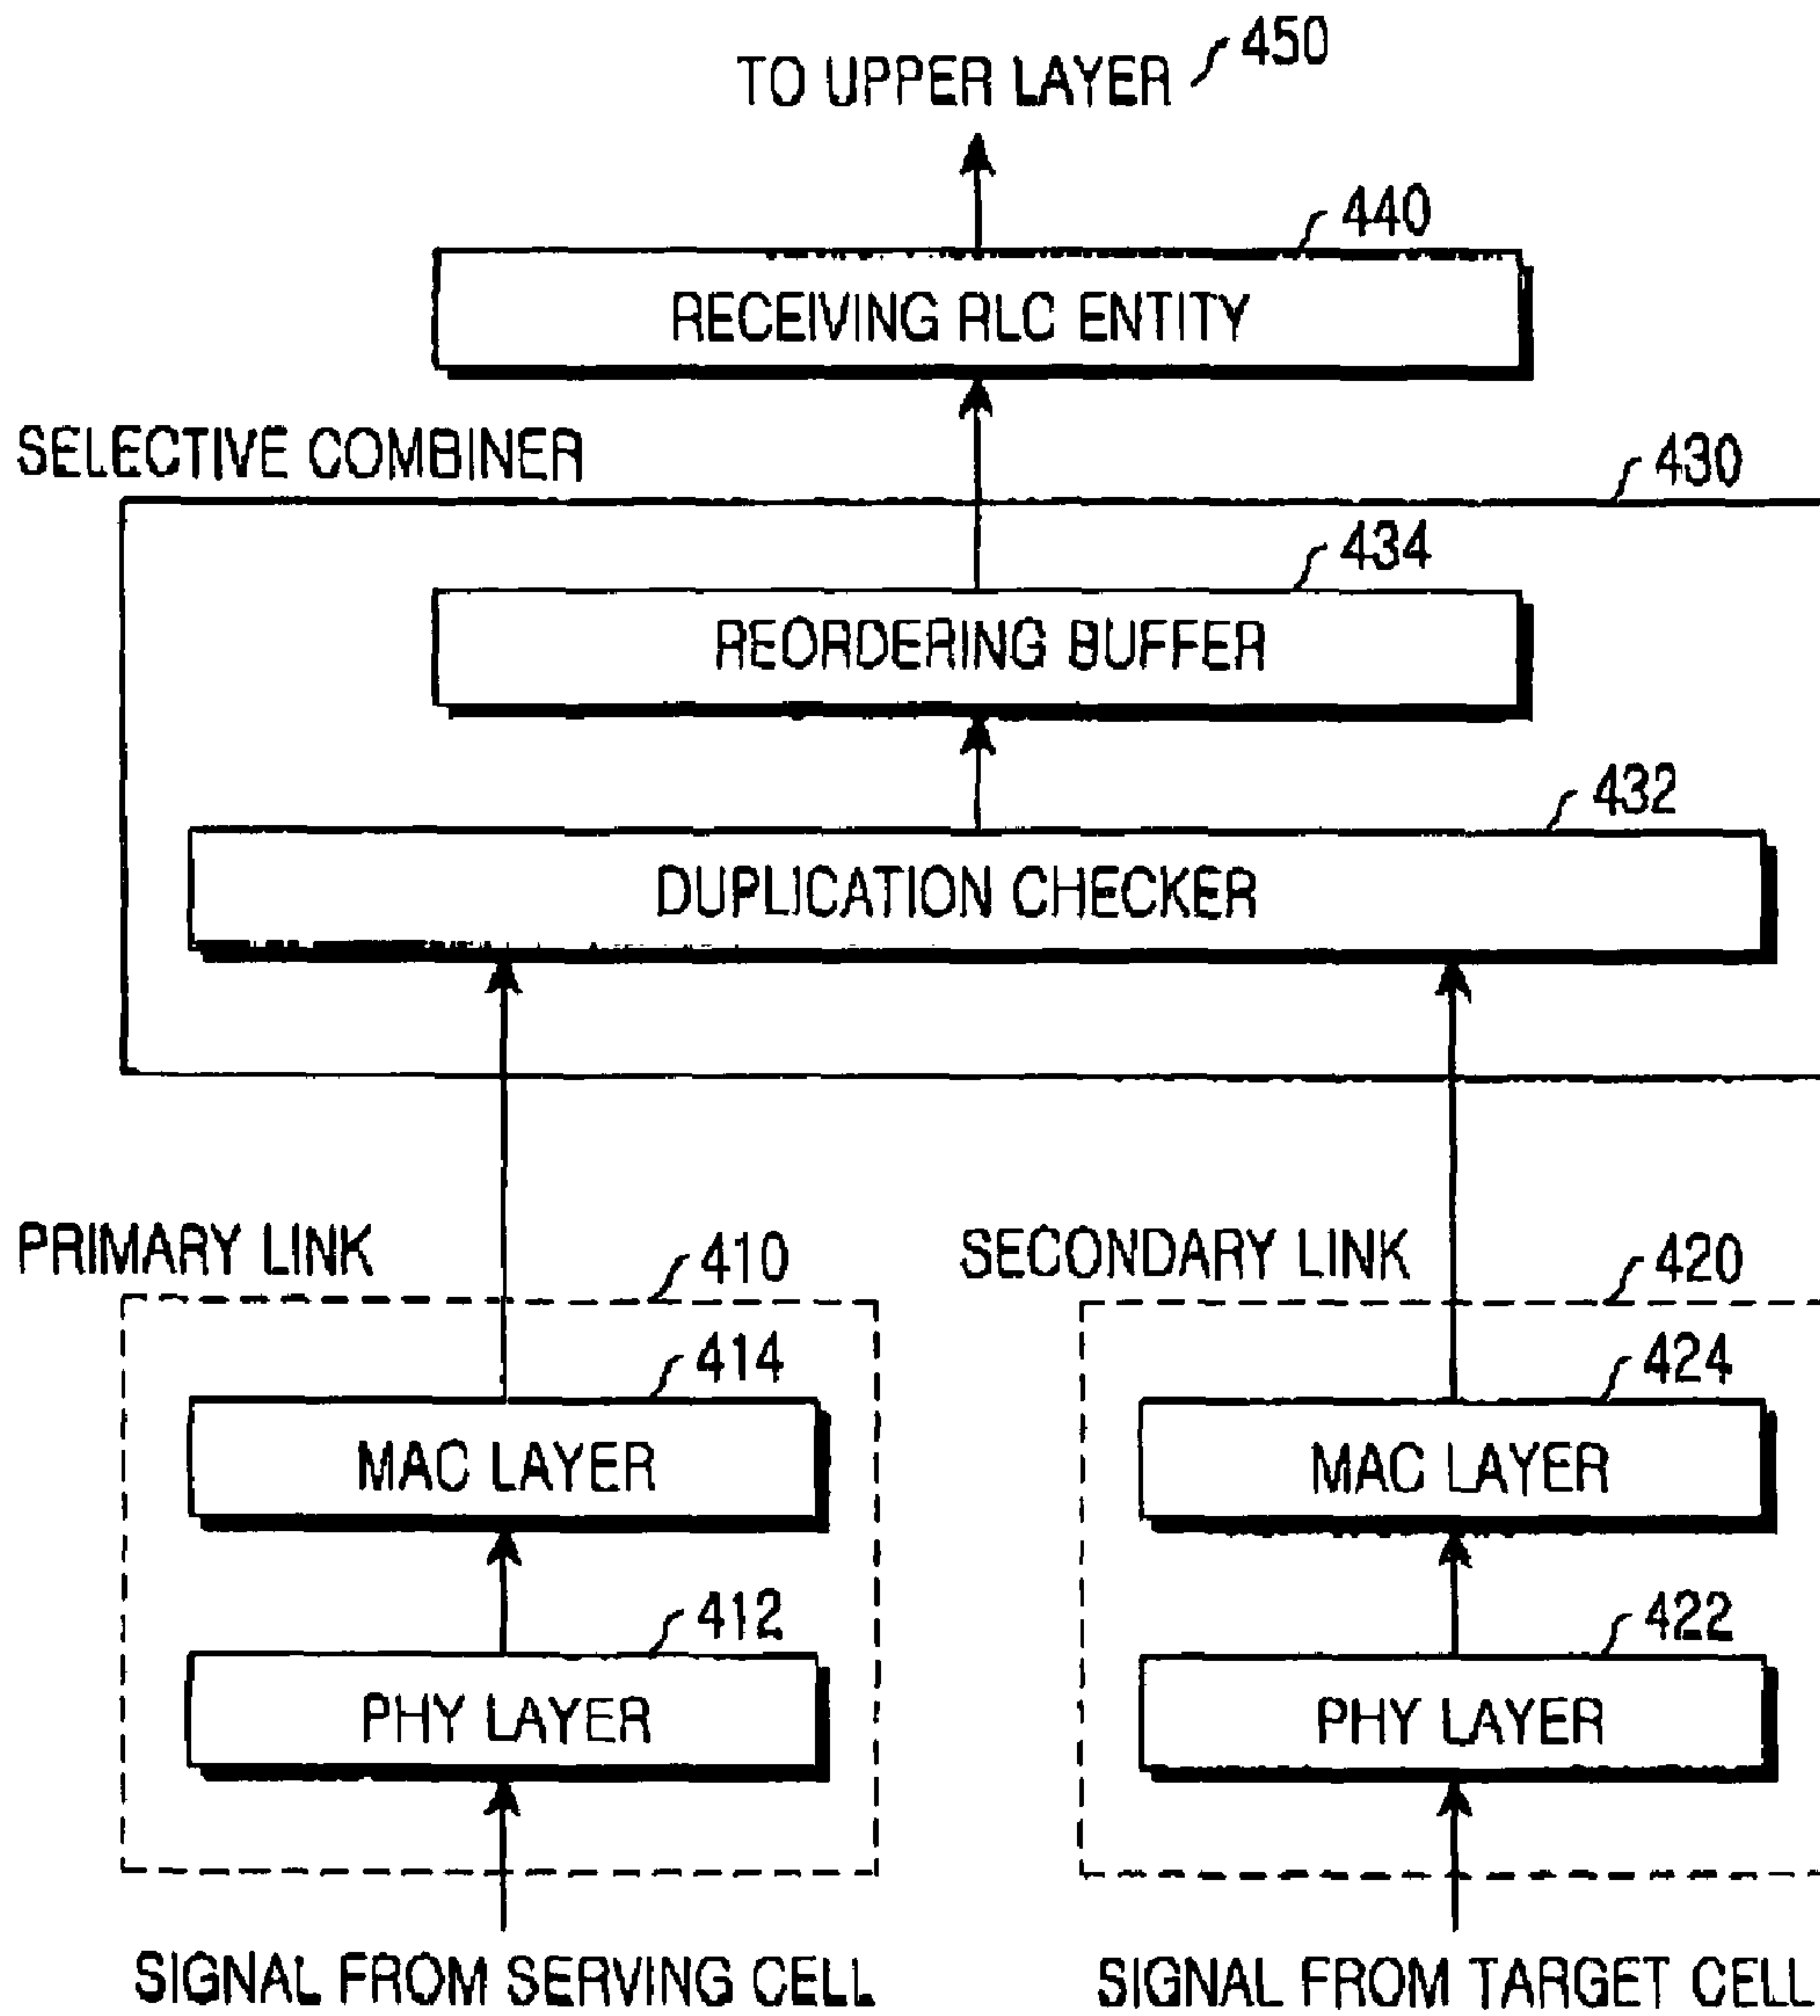 TO UPPER LAYER 450
440
RECEIVING RLC ENTITY
SELECTIVE COMBINER
430
434
REORDERING BUFFER
432
DUPLICATION CHECKER
PRIMARY LINK
410
SECONDARY LINK
420
414
MAC LAYER
424
MAC LAYER
412
PHY LAYER
422
PHY LAYER
SIGNAL FROM SERVING CELL
SIGNAL FROM TARGET CELL